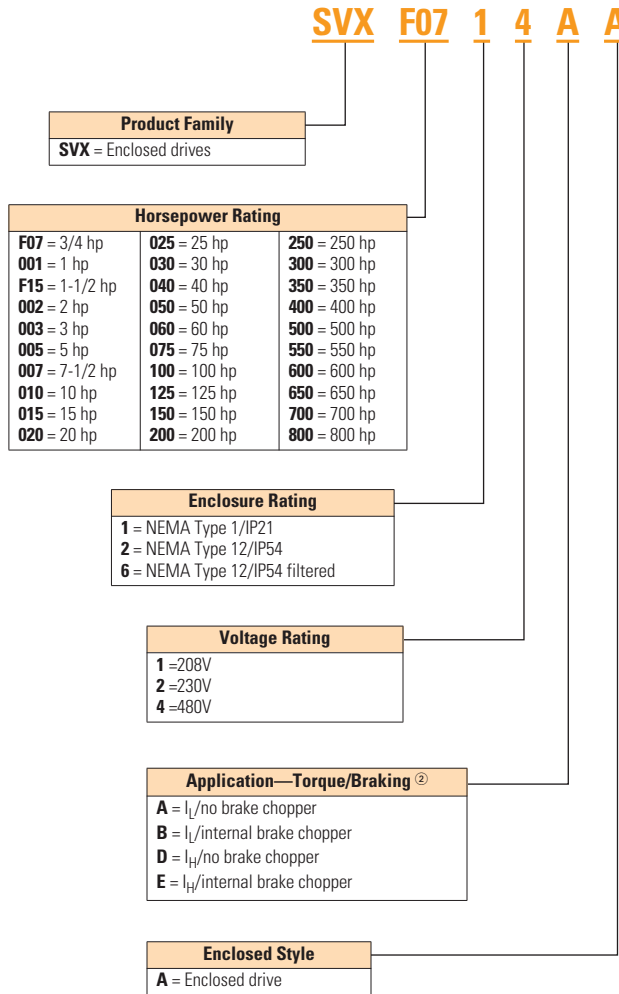 SVX F07 1 4 A A
Product Family
SVX = Enclosed drives
Horsepower Rating
F07 = 3/4 hp
001 = 1 hp
F15 = 1-1/2 hp
002 = 2 hp
003 = 3 hp
005 = 5 hp
007 = 7-1/2 hp
010 = 10 hp
015 = 15 hp
020 = 20 hp
025 = 25 hp
030 = 30 hp
040 = 40 hp
050 = 50 hp
060 = 60 hp
075 = 75 hp
100 = 100 hp
125 = 125 hp
150 = 150 hp
200 = 200 hp
250 = 250 hp
300 = 300 hp
350 = 350 hp
400 = 400 hp
500 = 500 hp
550 = 550 hp
600 = 600 hp
650 = 650 hp
700 = 700 hp
800 = 800 hp
Enclosure Rating
1 = NEMA Type 1/IP21
2 = NEMA Type 12/IP54
6 = NEMA Type 12/IP54 filtered
Voltage Rating
1 =208V
2 =230V
4 =480V
Application—Torque/Braking ②
A = I_L/no brake chopper
B = I_L/internal brake chopper
D = I_H/no brake chopper
E = I_H/internal brake chopper
Enclosed Style
A = Enclosed drive